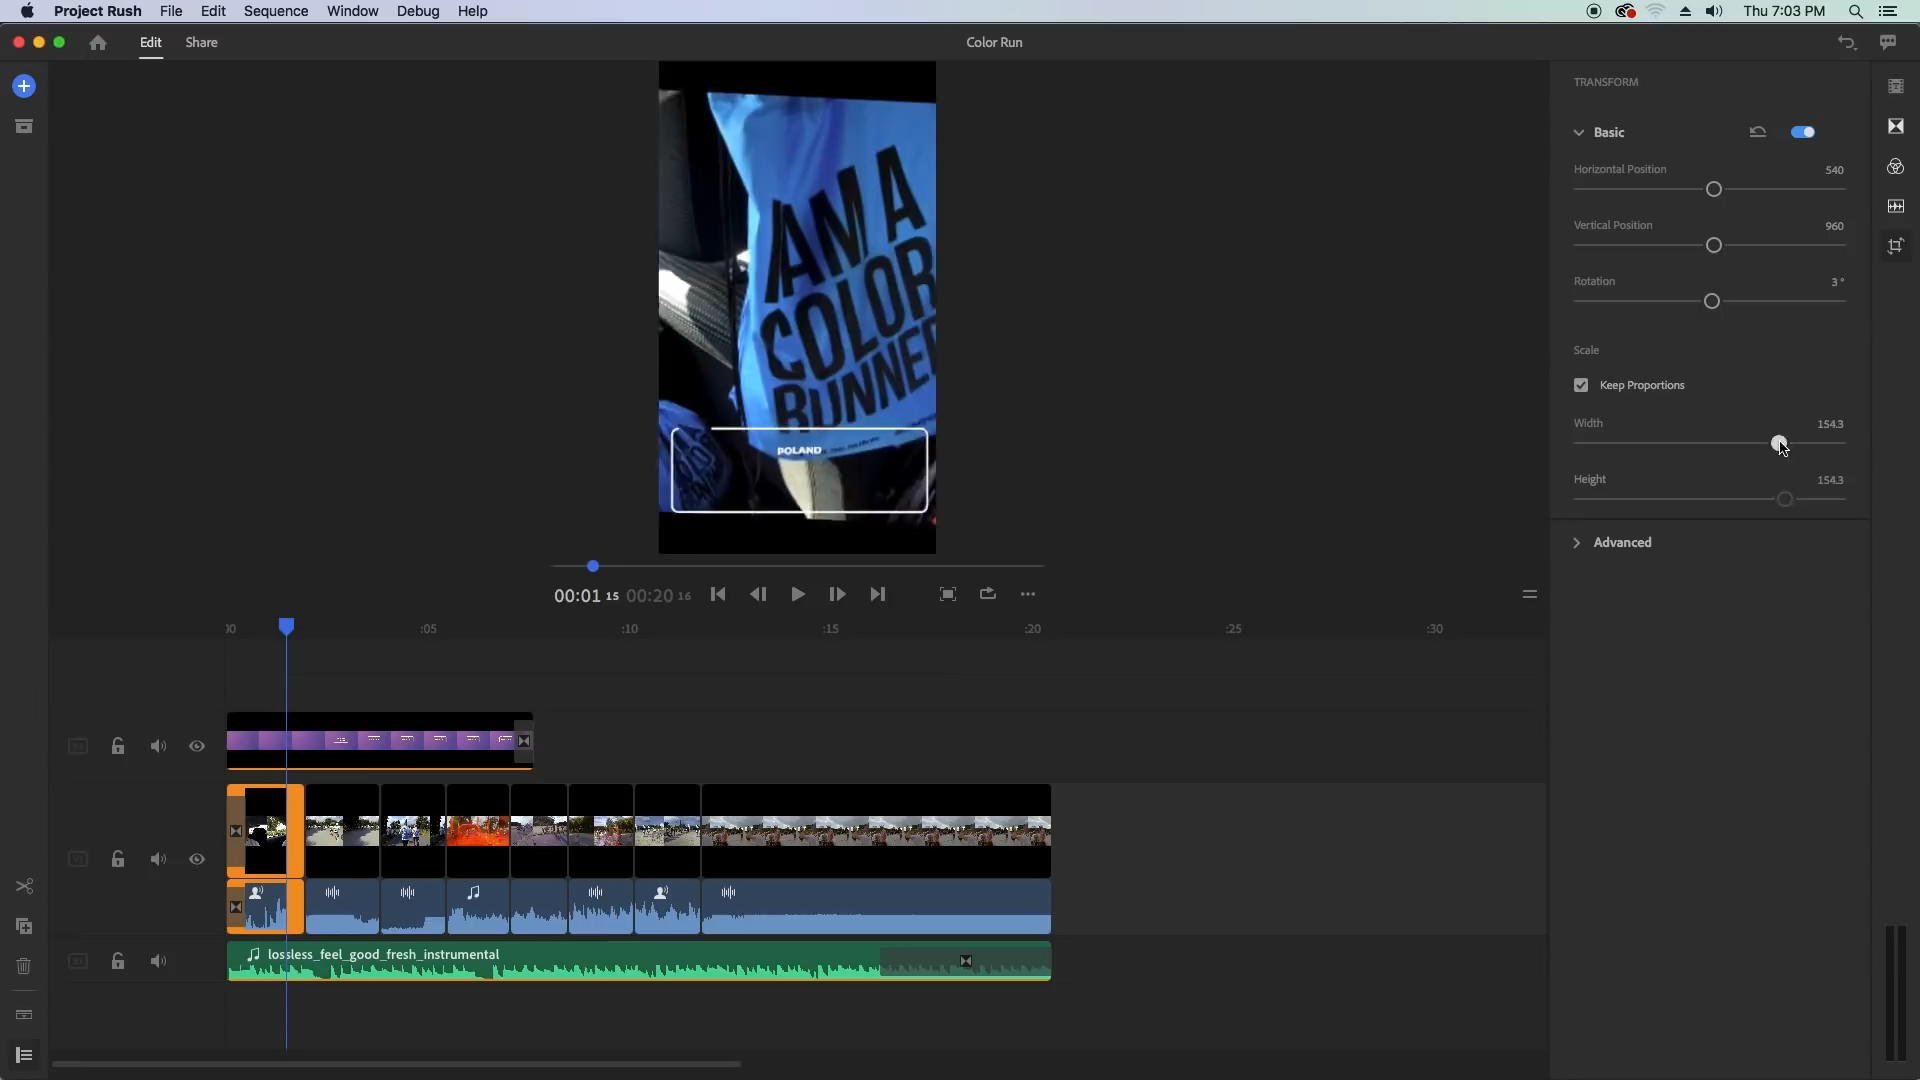 Project Rush File Edit Sequence Window Debug Help Thu 7:03 PM
Edit Share Color Run
TRANSFORM
Basic
Horizontal Position 540
Vertical Position 960
Rotation 3°
Scale
Keep Proportions
Width 154.3
Height 154.3
Advanced
I AM A
COLOR
RUNNE
POLAND
00:01 15 00:20 16
:00 :05 :10 :15 :20 :25 :30
lossless_feel_good_fresh_instrumental